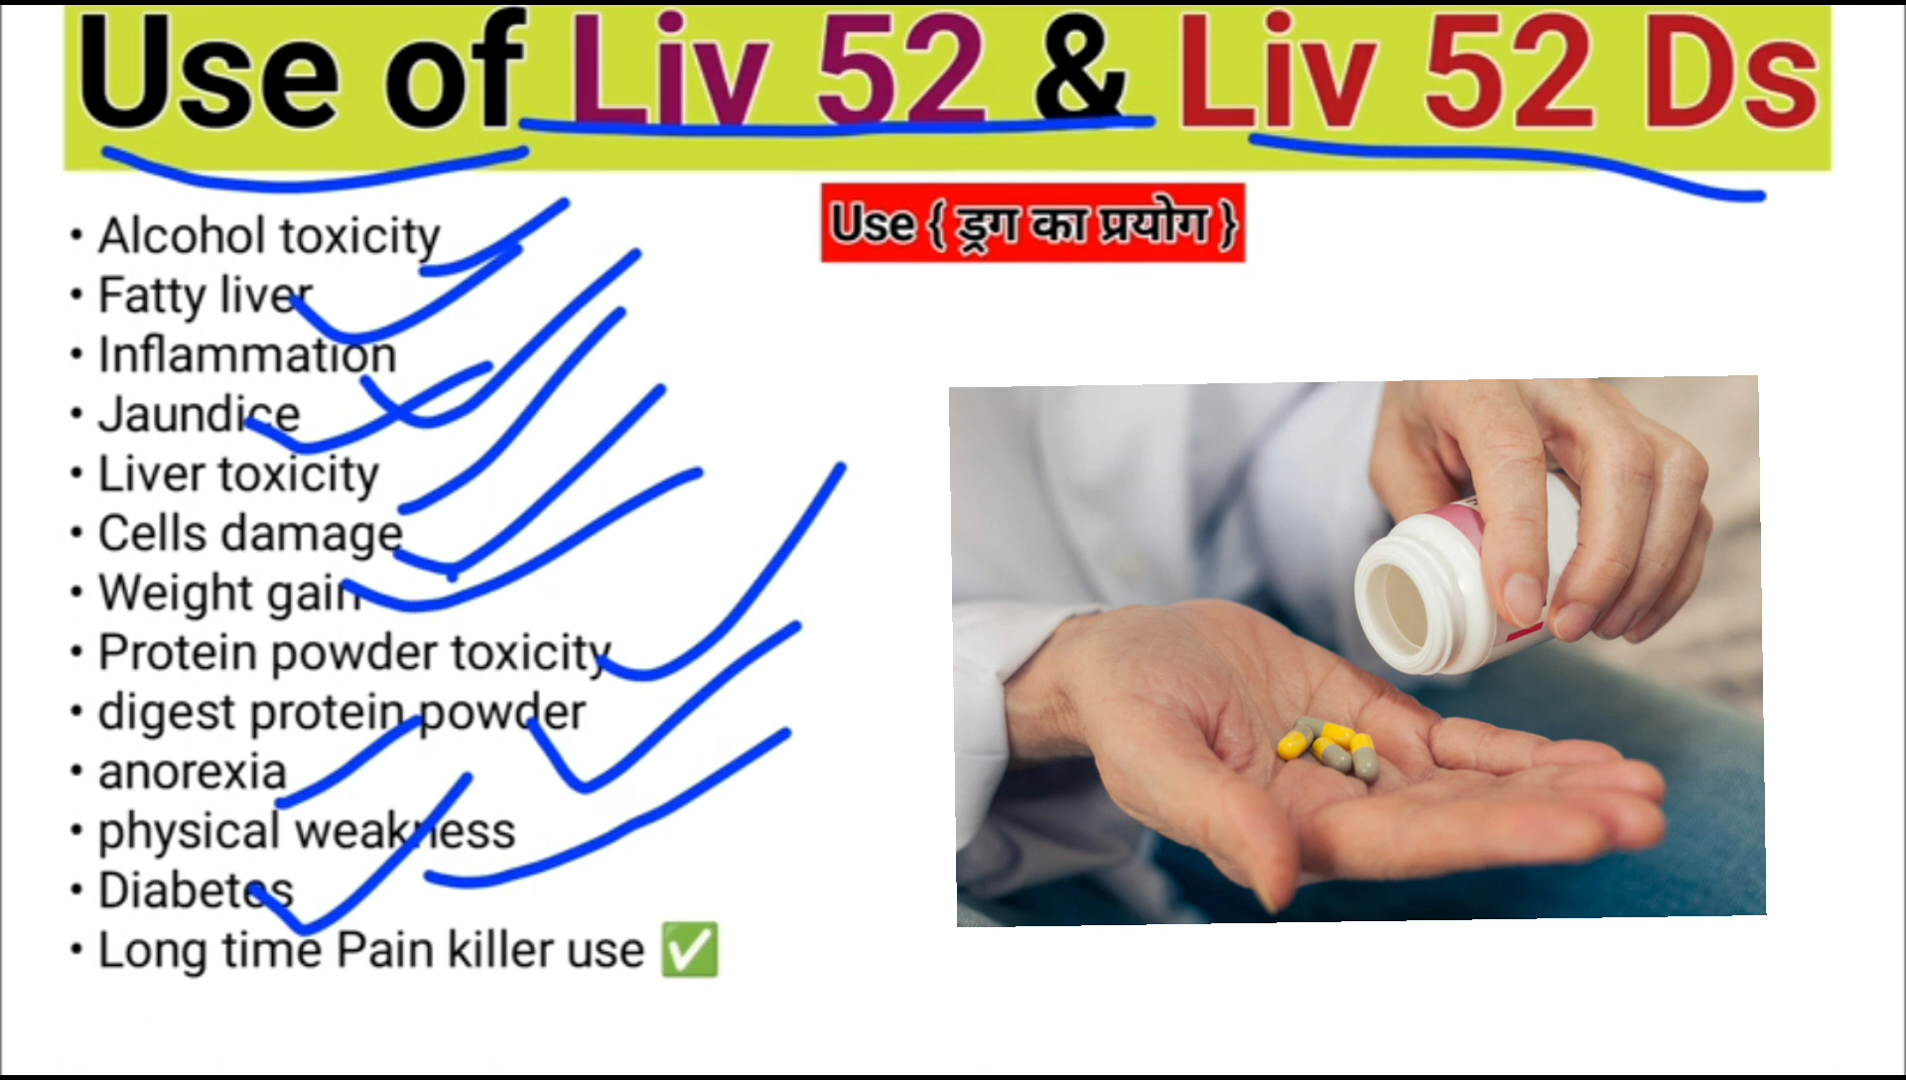 Use of Liv 52 & Liv 52 Ds
Use { ड्रग का प्रयोग }
• Alcohol toxicity
• Fatty liver
• Inflammation
• Jaundice
• Liver toxicity
• Cells damage
• Weight gain
• Protein powder toxicity
• digest protein powder
• anorexia
• physical weakness
• Diabetes
• Long time Pain killer use ✅